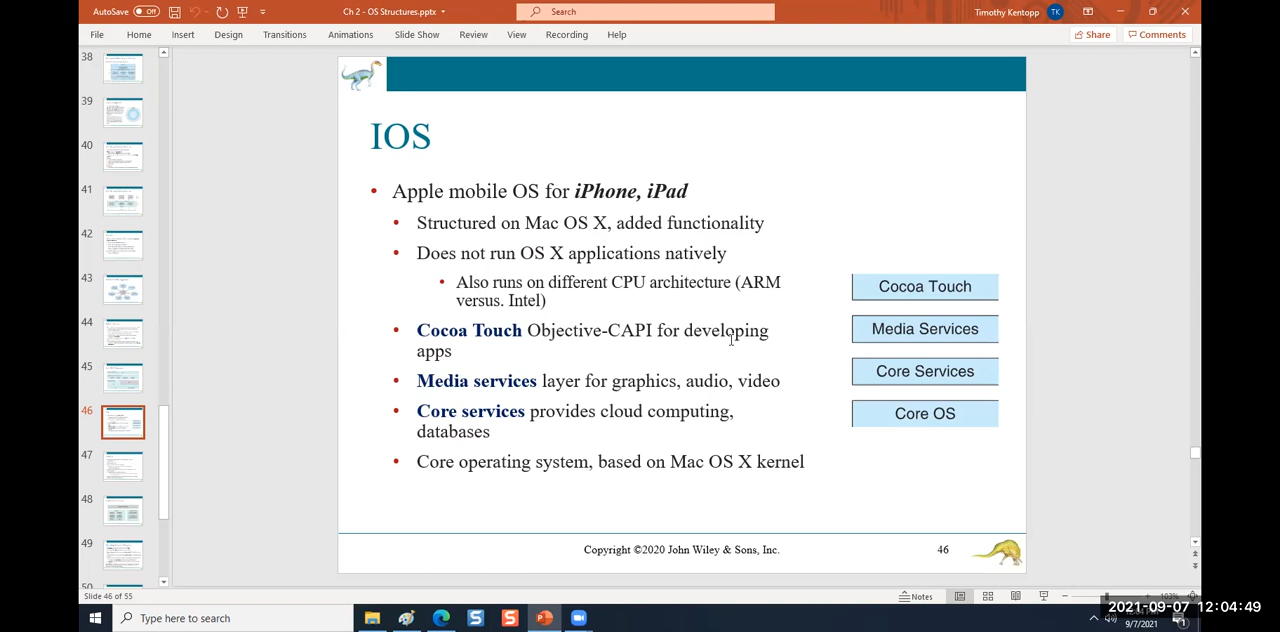 AutoSave Off Ch 2 - OS Structures.pptx Search Timothy Kentopp TK
File Home Insert Design Transitions Animations Slide Show Review View Recording Help Share Comments
38
39
40
41
42
43
44
45
46
47
48
49
50
IOS
• Apple mobile OS for iPhone, iPad
• Structured on Mac OS X, added functionality
• Does not run OS X applications natively
• Also runs on different CPU architecture (ARM
versus. Intel)
• Cocoa Touch Objective-CAPI for developing
apps
• Media services layer for graphics, audio, video
• Core services provides cloud computing,
databases
• Core operating system, based on Mac OS X kernel
Cocoa Touch
Media Services
Core Services
Core OS
Copyright ©2020 John Wiley & Sons, Inc. 46
Slide 46 of 55 Notes 103%
Type here to search
2021-09-07 12:04:49
9/7/2021